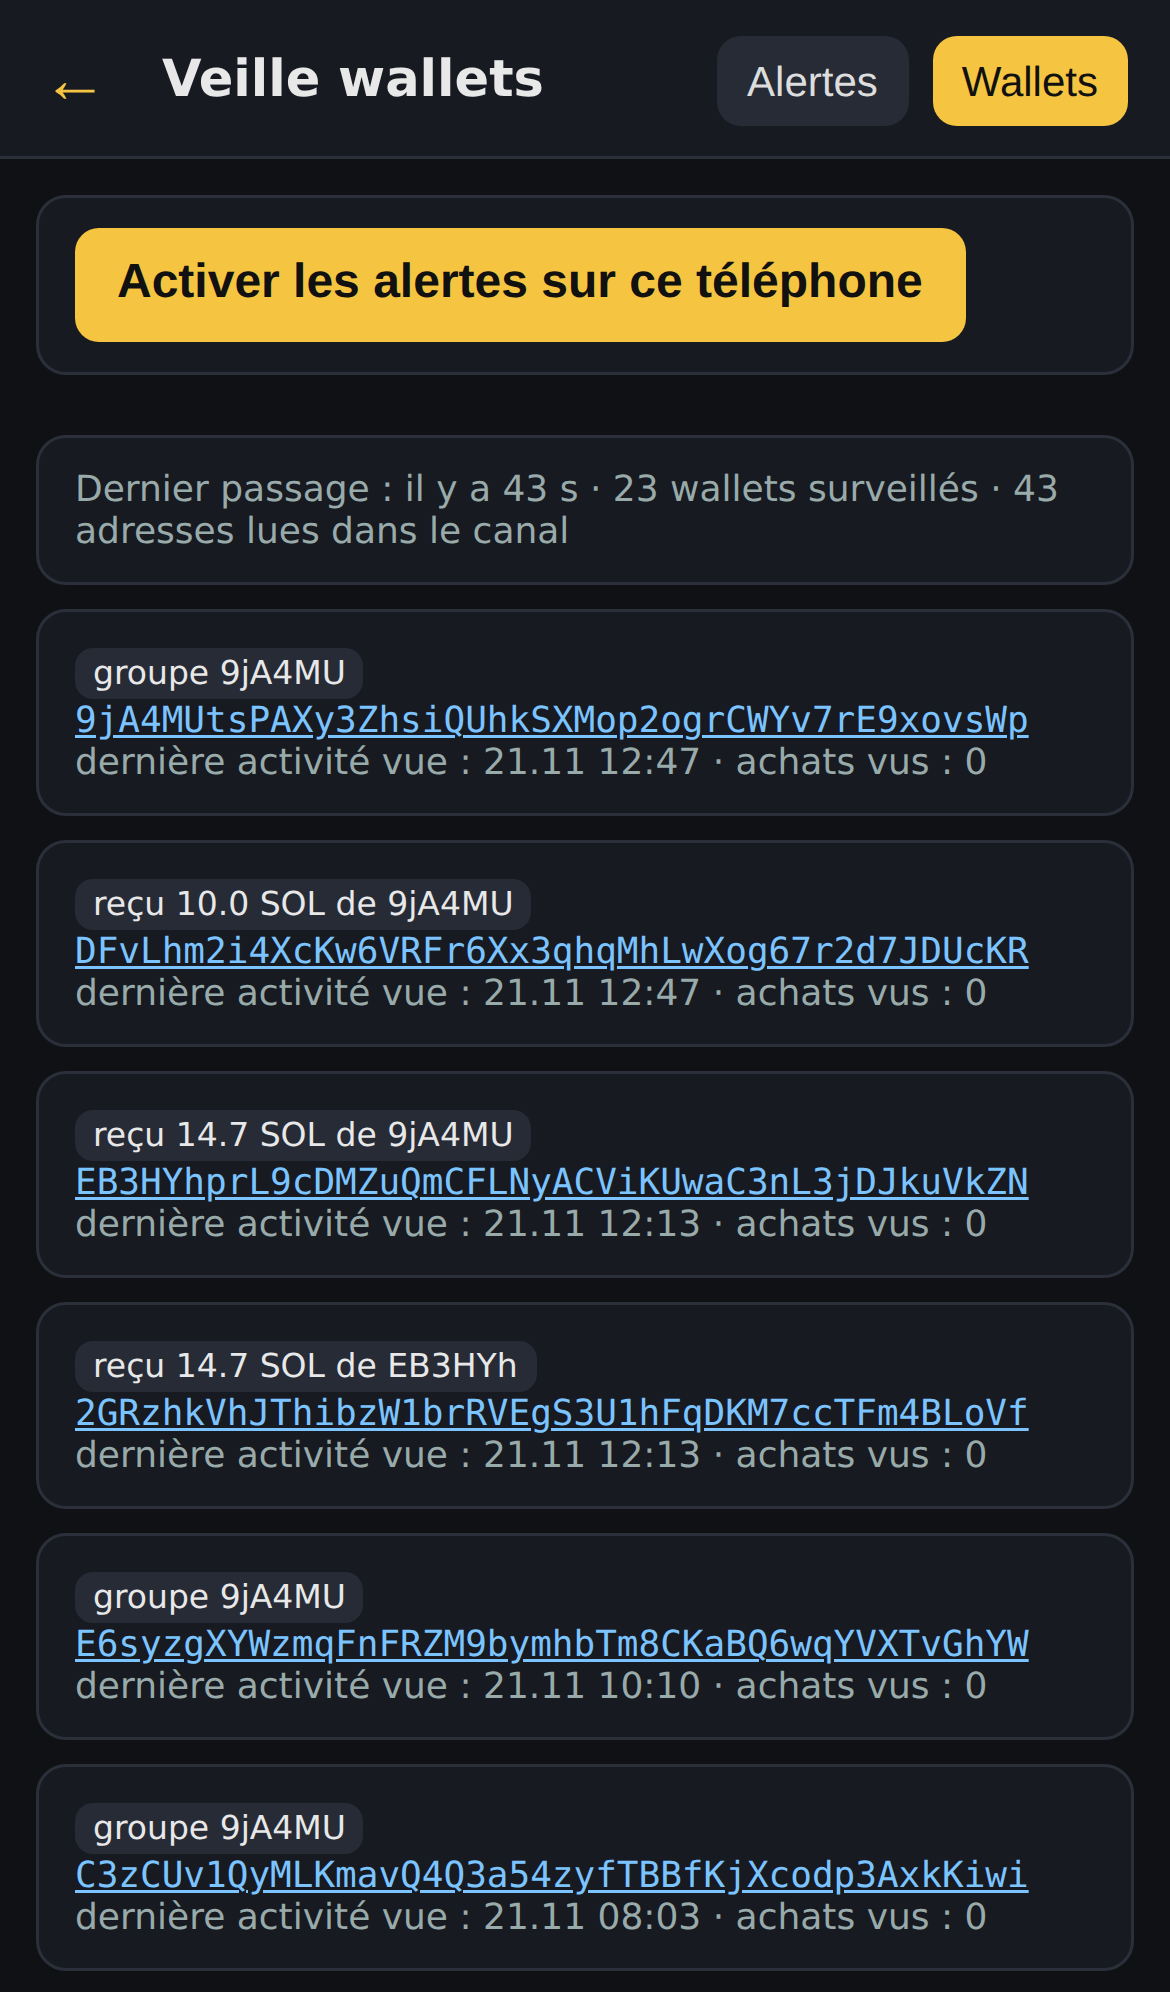 ← Veille wallets Alertes Wallets
Activer les alertes sur ce téléphone
Dernier passage : il y a 43 s · 23 wallets surveillés · 43
adresses lues dans le canal
groupe 9jA4MU
9jA4MUtsPAXy3ZhsiQUhkSXMop2ogrCWYv7rE9xovsWp
dernière activité vue : 21.11 12:47 · achats vus : 0
reçu 10.0 SOL de 9jA4MU
DFvLhm2i4XcKw6VRFr6Xx3qhqMhLwXog67r2d7JDUcKR
dernière activité vue : 21.11 12:47 · achats vus : 0
reçu 14.7 SOL de 9jA4MU
EB3HYhprL9cDMZuQmCFLNyACViKUwaC3nL3jDJkuVkZN
dernière activité vue : 21.11 12:13 · achats vus : 0
reçu 14.7 SOL de EB3HYh
2GRzhkVhJThibzW1brRVEgS3U1hFqDKM7ccTFm4BLoVf
dernière activité vue : 21.11 12:13 · achats vus : 0
groupe 9jA4MU
E6syzgXYWzmqFnFRZM9bymhbTm8CKaBQ6wqYVXTvGhYW
dernière activité vue : 21.11 10:10 · achats vus : 0
groupe 9jA4MU
C3zCUv1QyMLKmavQ4Q3a54zyfTBBfKjXcodp3AxkKiwi
dernière activité vue : 21.11 08:03 · achats vus : 0